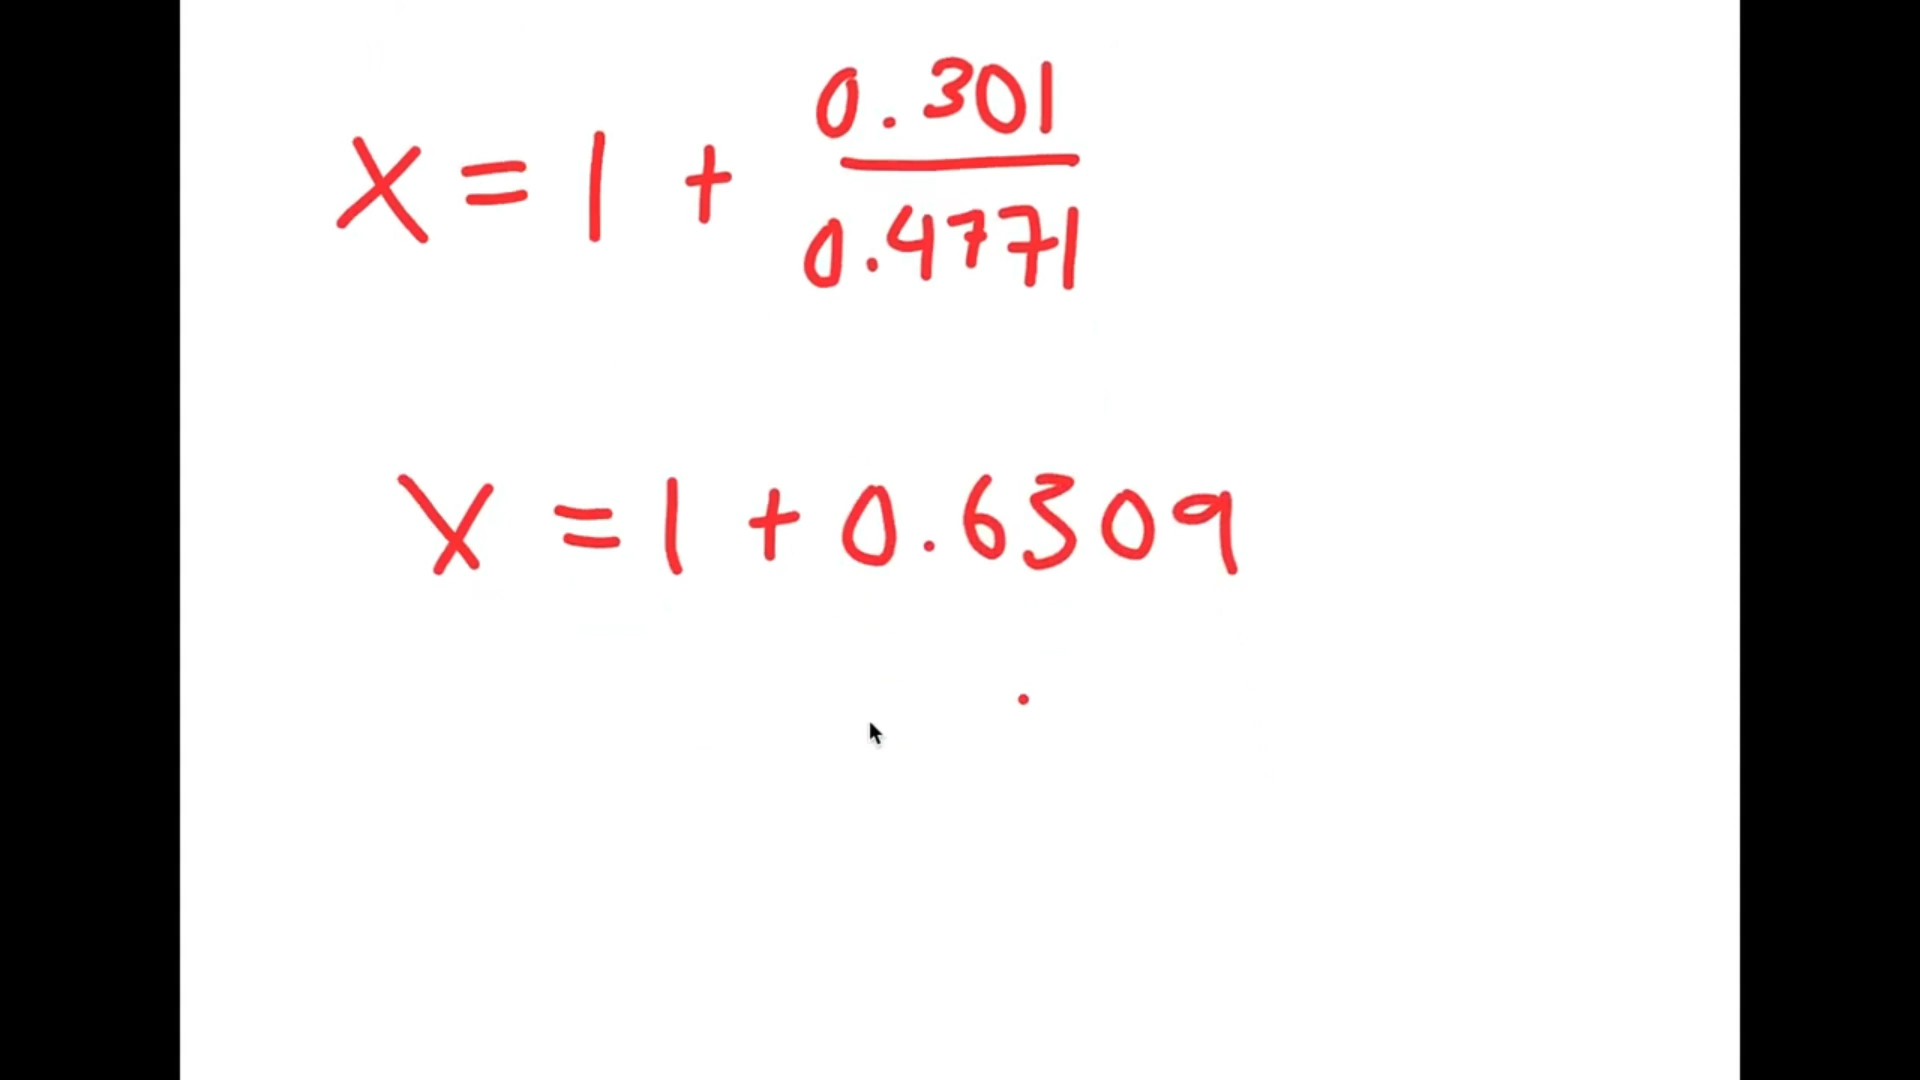 x = 1 + 0.301/0.4771
x = 1 + 0.6309